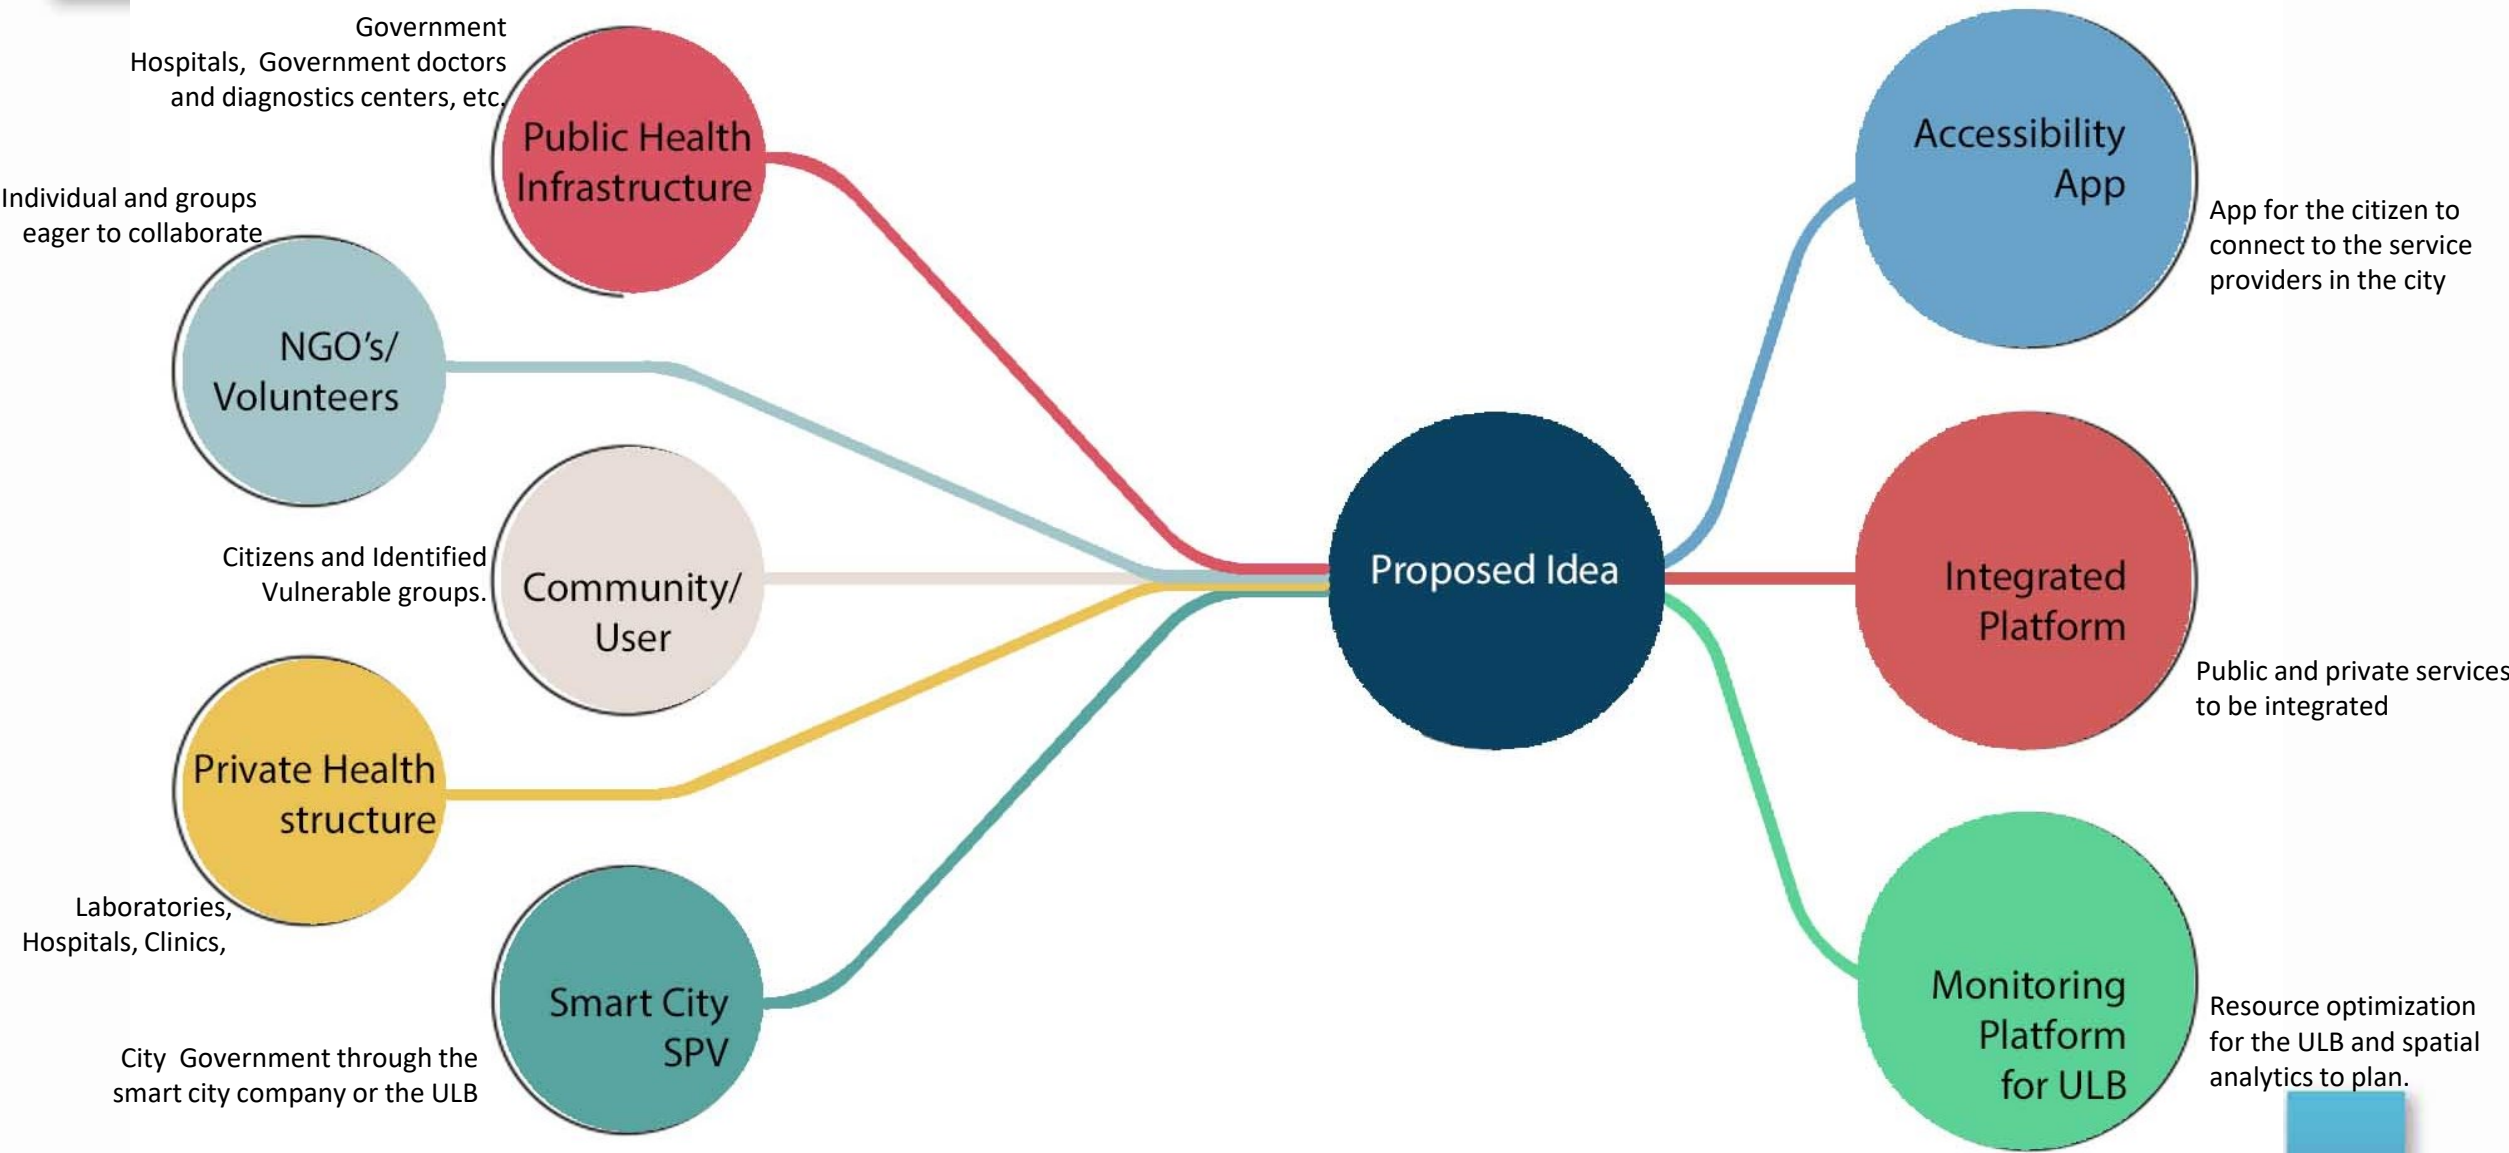 Government
Hospitals, Government doctors
and diagnostics centers, etc.
Public Health
Infrastructure
Individual and groups
eager to collaborate
NGO's/
Volunteers
Citizens and Identified
Vulnerable groups.
Community/
User
Private Health
structure
Laboratories,
Hospitals, Clinics,
Smart City
SPV
City Government through the
smart city company or the ULB
Proposed Idea
Accessibility
App
App for the citizen to
connect to the service
providers in the city
Integrated
Platform
Public and private services
to be integrated
Monitoring
Platform
for ULB
Resource optimization
for the ULB and spatial
analytics to plan.